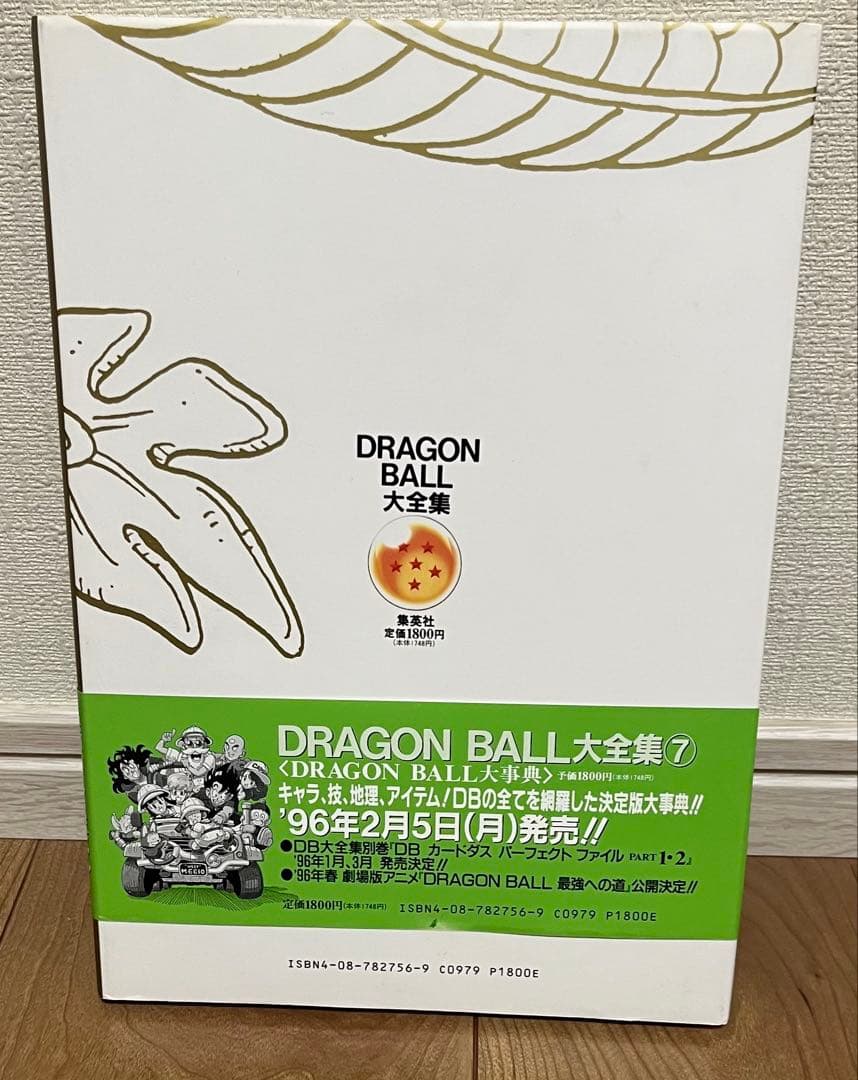 DRAGON
BALL
大全集
集英社
定価1800円
(本体1748円)
DRAGON BALL大全集⑦
〈DRAGON BALL大事典〉予価1800円(本体1748円)
キャラ、技、地理、アイテム!DBの全てを網羅した決定版大事典!!
'96年2月5日(月)発売!!
●DB大全集別巻『DB カードダス パーフェクト ファイル PART1・2』
'96年1月、3月 発売決定!!
●'96年春 劇場版アニメ『DRAGON BALL 最強への道』公開決定!!
定価1800円(本体1748円) ISBN4-08-782756-9 C0979 P1800E
ISBN4-08-782756-9 C0979 P1800E